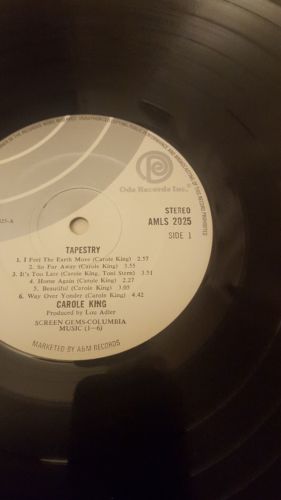 Ode Records Inc.
STEREO
AMLS 2025
SIDE 1
25-A
TAPESTRY
1. I Feel The Earth Move (Carole King) 2.57
2. So Far Away (Carole King) 3.55
3. It's Too Late (Carole King, Toni Stern) 3.51
4. Home Again (Carole King) 2.27
5. Beautiful (Carole King) 3.05
6. Way Over Yonder (Carole King) 4.42
CAROLE KING
Produced by Lou Adler
SCREEN GEMS-COLUMBIA
MUSIC (1—6)
MARKETED BY A&M RECORDS